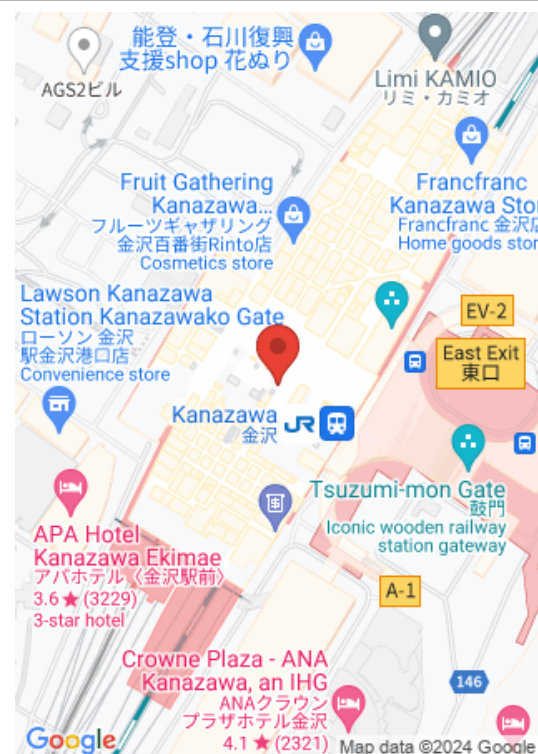 能登・石川復興
支援shop 花ぬり
AGS2ビル
Limi KAMIO
リミ・カミオ
Fruit Gathering
Kanazawa...
フルーツギャザリング
金沢百番街Rinto店
Cosmetics store
Francfranc
Kanazawa Sto
Francfranc 金沢店
Home goods stor
Lawson Kanazawa
Station Kanazawako Gate
ローソン 金沢
駅金沢港口店
Convenience store
EV-2
East Exit
東口
Kanazawa
金沢
JR
Tsuzumi-mon Gate
鼓門
Iconic wooden railway
station gateway
APA Hotel
Kanazawa Ekimae
アパホテル〈金沢駅前〉
3.6★(3229)
3-star hotel
A-1
Crowne Plaza - ANA
Kanazawa, an IHG
ANAクラウン
プラザホテル金沢
4.1★(2321)
146
Google
Map data ©2024 Google